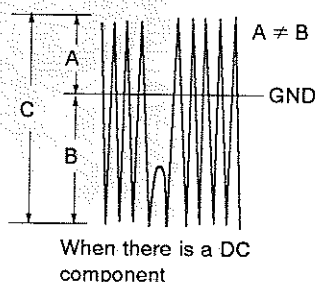 A ≠ B
A
GND
C
B
When there is a DC
component